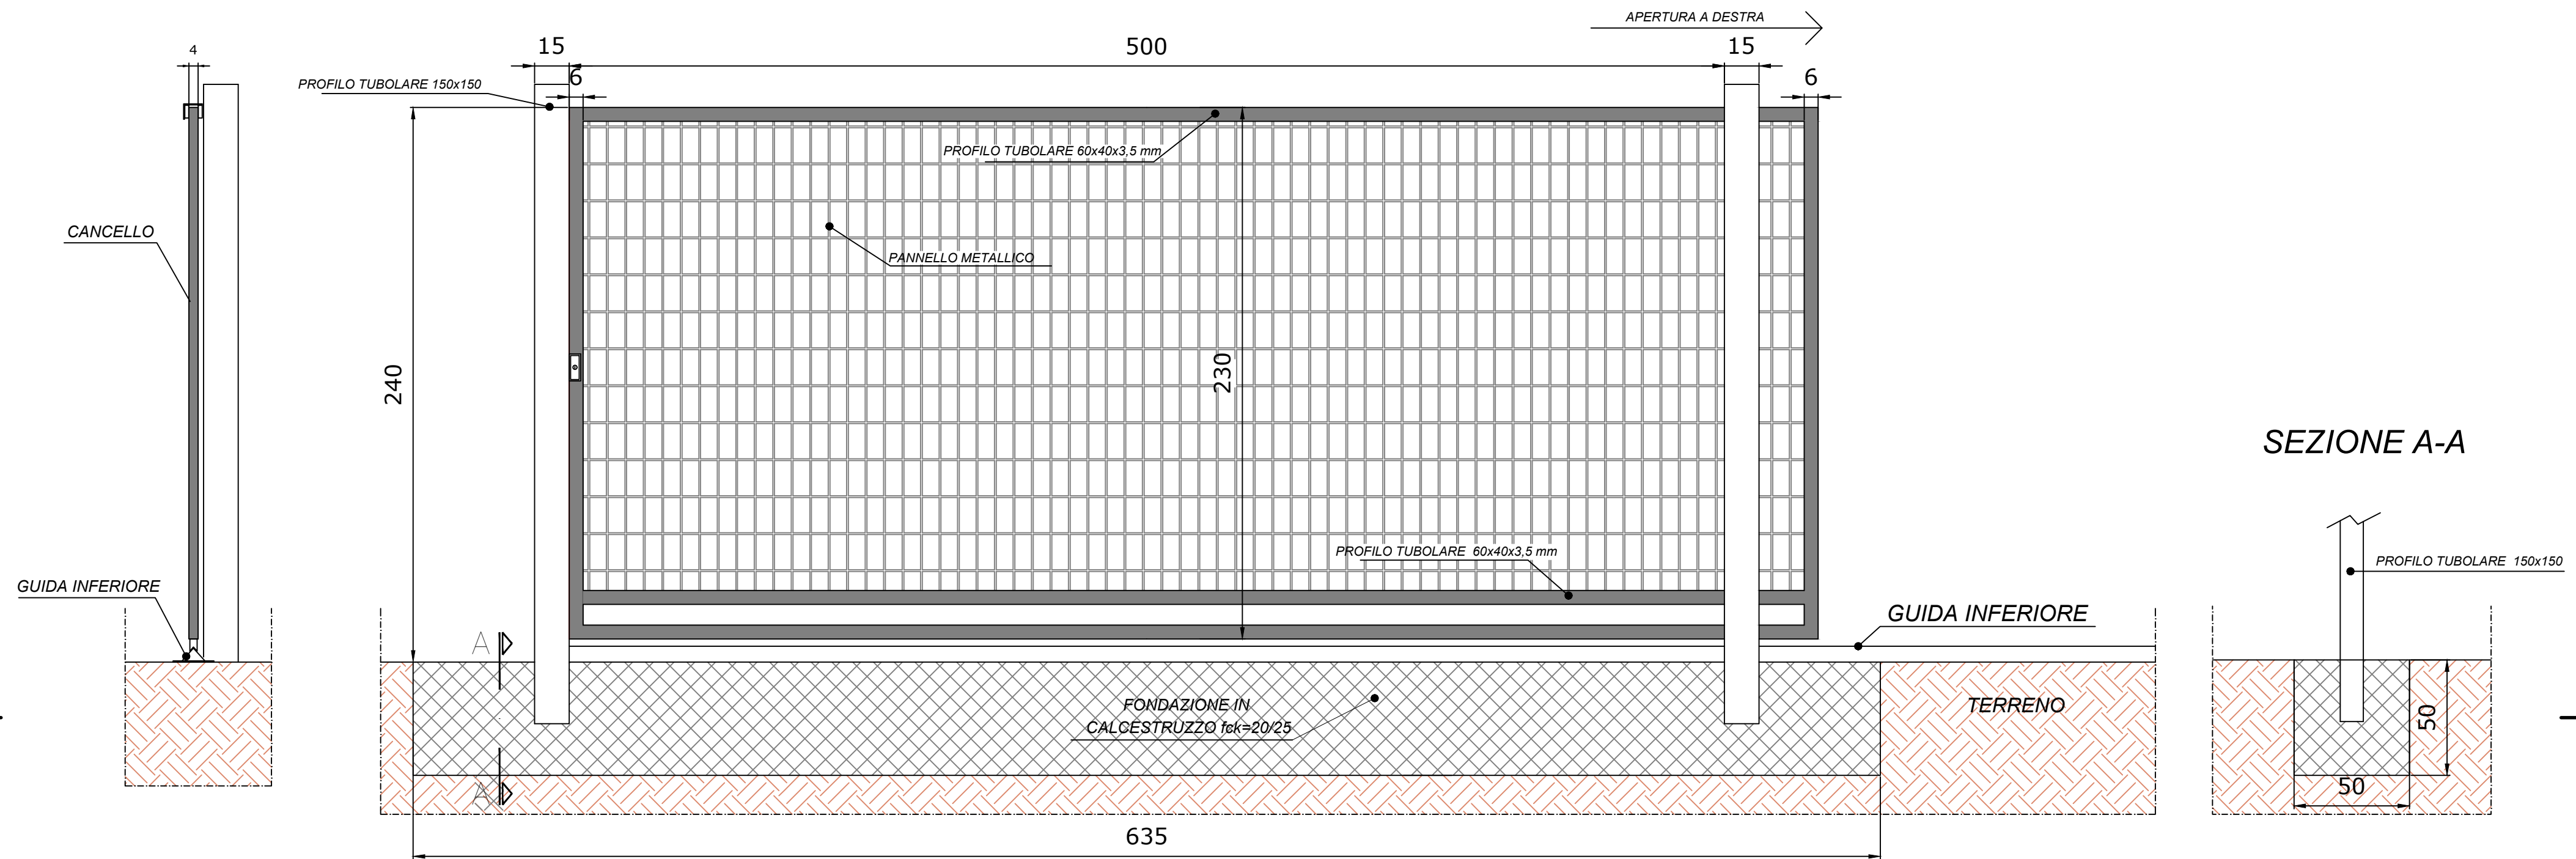 APERTURA A DESTRA
15
500
15
4
6
6
PROFILO TUBOLARE 150x150
PROFILO TUBOLARE 60x40x3,5 mm
CANCELLO
PANNELLO METALLICO
240
230
SEZIONE A-A
PROFILO TUBOLARE 60x40x3,5 mm
PROFILO TUBOLARE 150x150
GUIDA INFERIORE
GUIDA INFERIORE
A
FONDAZIONE IN
CALCESTRUZZO fck=20/25
TERRENO
50
50
A
635